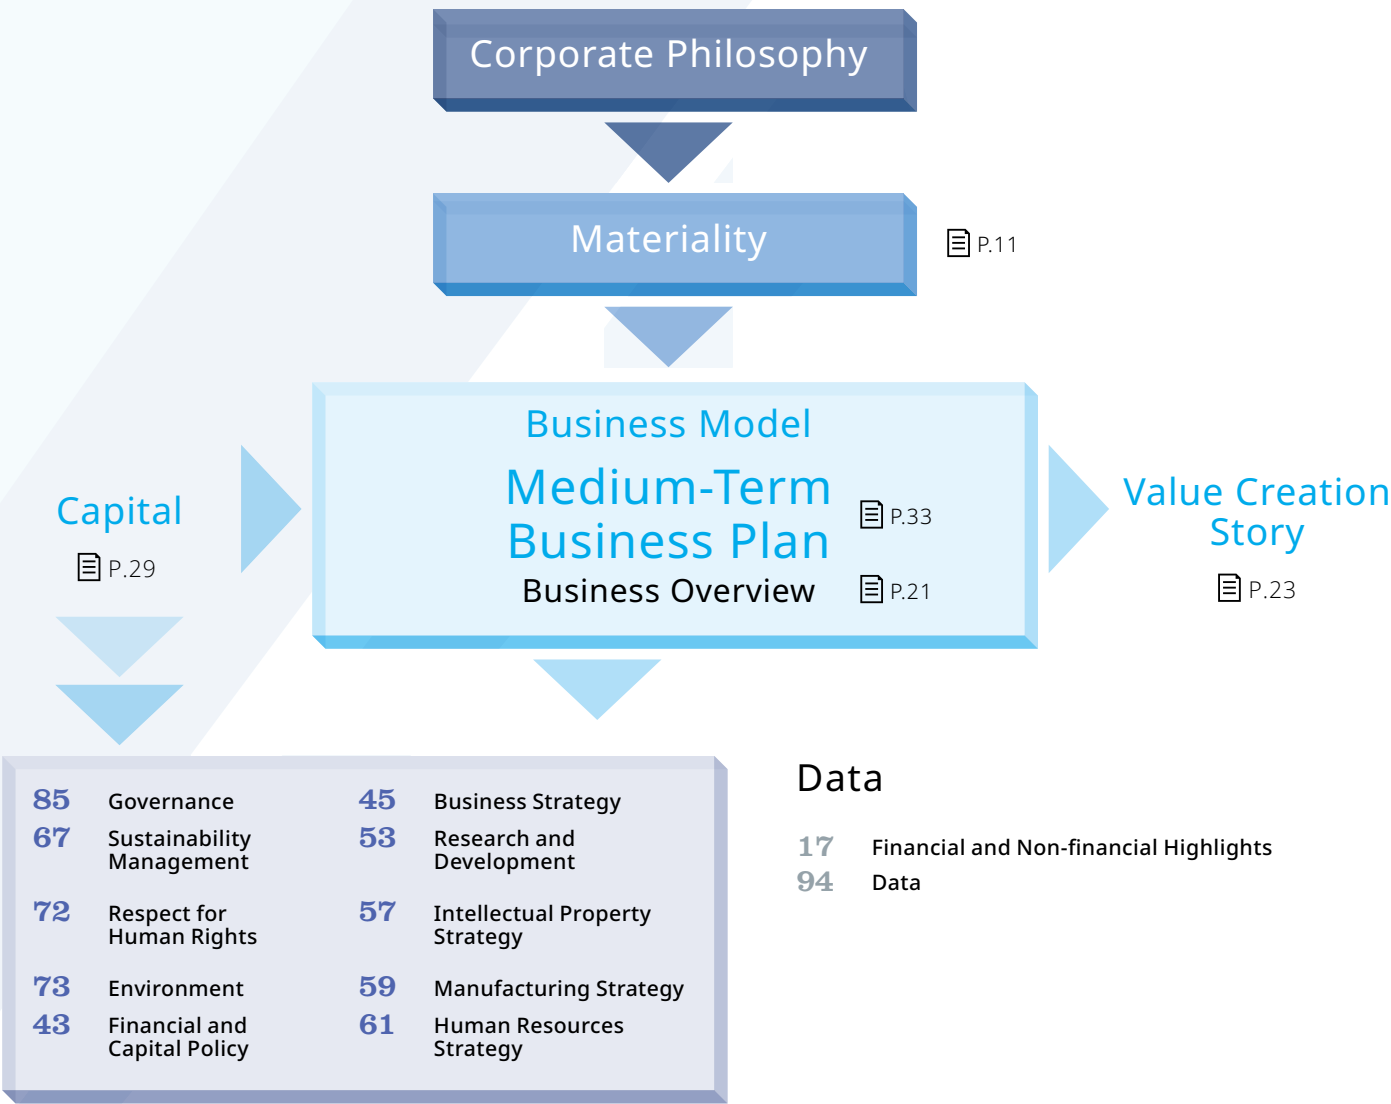 Corporate Philosophy
Materiality
P.11
Business Model
Medium-Term
Business Plan
P.33
Business Overview
P.21
Capital
P.29
Value Creation
Story
P.23
85 Governance
67 Sustainability
Management
72 Respect for
Human Rights
73 Environment
43 Financial and
Capital Policy
45 Business Strategy
53 Research and
Development
57 Intellectual Property
Strategy
59 Manufacturing Strategy
61 Human Resources
Strategy
Data
17 Financial and Non-financial Highlights
94 Data